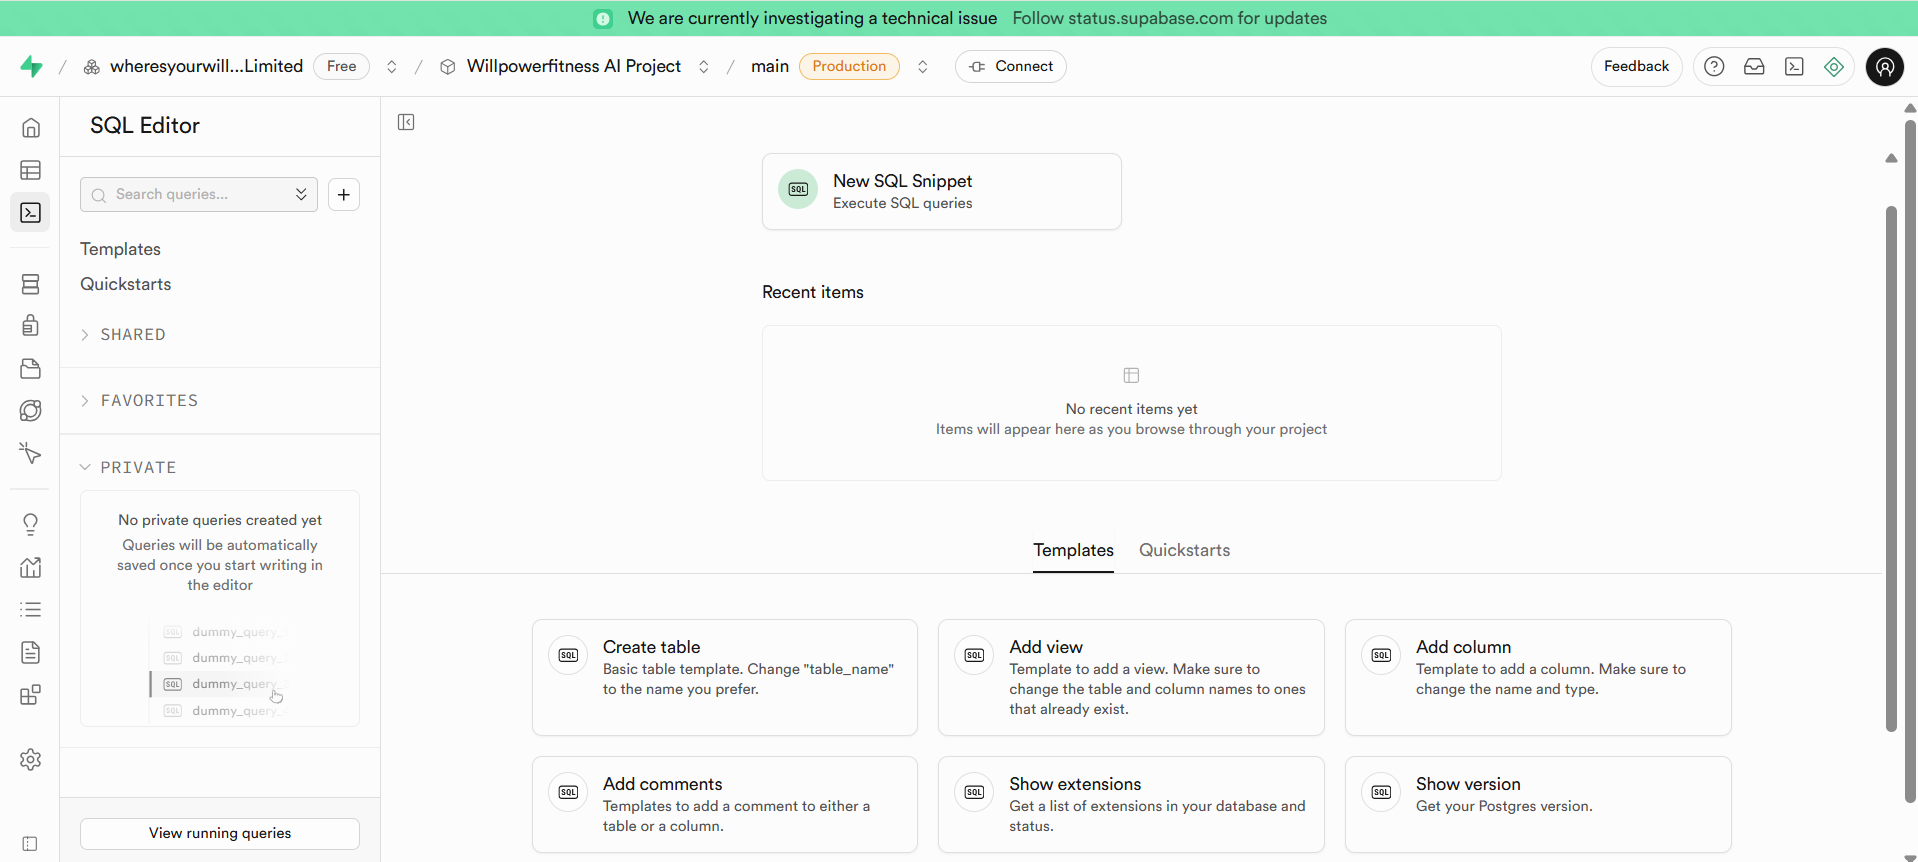 We are currently investigating a technical issue Follow status.supabase.com for updates
wheresyourwill...Limited Free / Willpowerfitness AI Project / main Production Connect Feedback
SQL Editor
Search queries...
Templates
Quickstarts
SHARED
FAVORITES
PRIVATE
No private queries created yet
Queries will be automatically
saved once you start writing in
the editor
SQL dummy_query_
SQL dummy_query_
SQL dummy_query_
SQL dummy_query_
View running queries
SQL New SQL Snippet
Execute SQL queries
Recent items
No recent items yet
Items will appear here as you browse through your project
Templates Quickstarts
SQL Create table
Basic table template. Change "table_name"
to the name you prefer.
SQL Add view
Template to add a view. Make sure to
change the table and column names to ones
that already exist.
SQL Add column
Template to add a column. Make sure to
change the name and type.
SQL Add comments
Templates to add a comment to either a
table or a column.
SQL Show extensions
Get a list of extensions in your database and
status.
SQL Show version
Get your Postgres version.